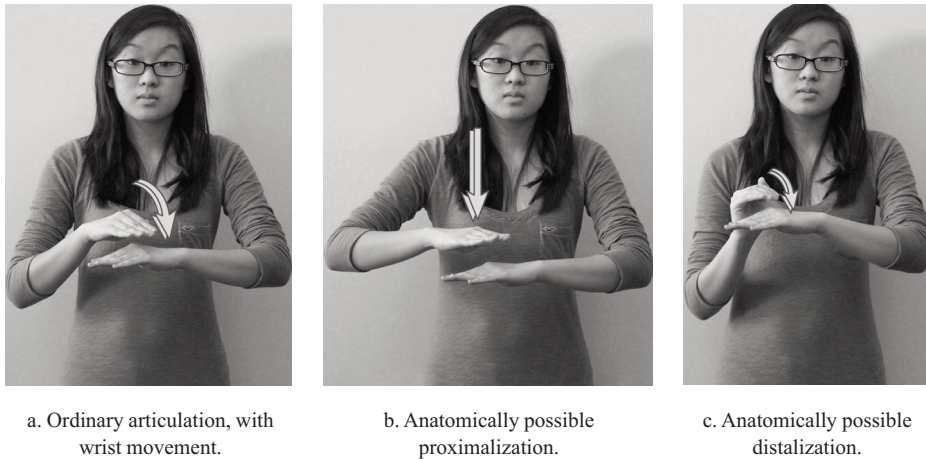 a. Ordinary articulation, with
wrist movement.
b. Anatomically possible
proximalization.
c. Anatomically possible
distalization.